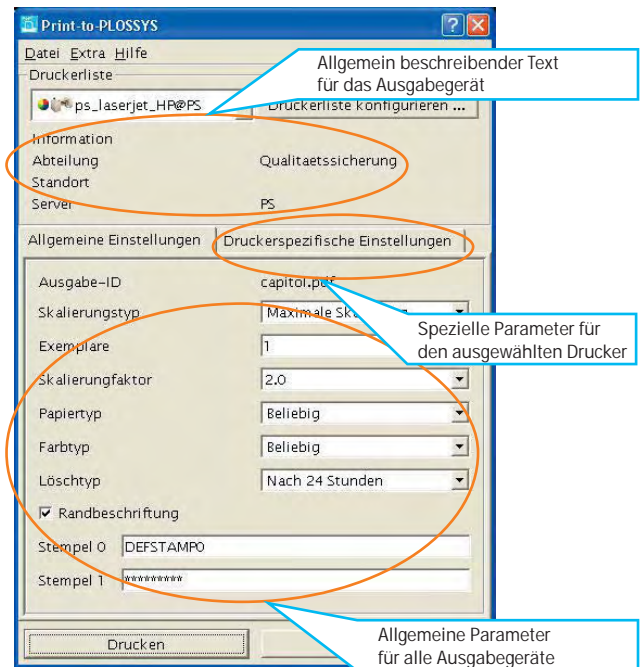 Print-to-PLOSSYS
Datei Extra Hilfe
Allgemein beschreibender Text
für das Ausgabegerät
Druckerliste
ps_laserjet_HP@PS
Druckerliste konfigurieren ...
Information
Abteilung Qualitaetssicherung
Standort
Server PS
Allgemeine Einstellungen Druckerspezifische Einstellungen
Ausgabe-ID capitol.pdf
Skalierungstyp Maximale
Spezielle Parameter für
den ausgewählten Drucker
Exemplare 1
Skalierungfaktor 2.0
Papiertyp Beliebig
Farbtyp Beliebig
Löschtyp Nach 24 Stunden
Randbeschriftung
Stempel 0 DEFSTAMP0
Stempel 1 *********
Drucken
Allgemeine Parameter
für alle Ausgabegeräte